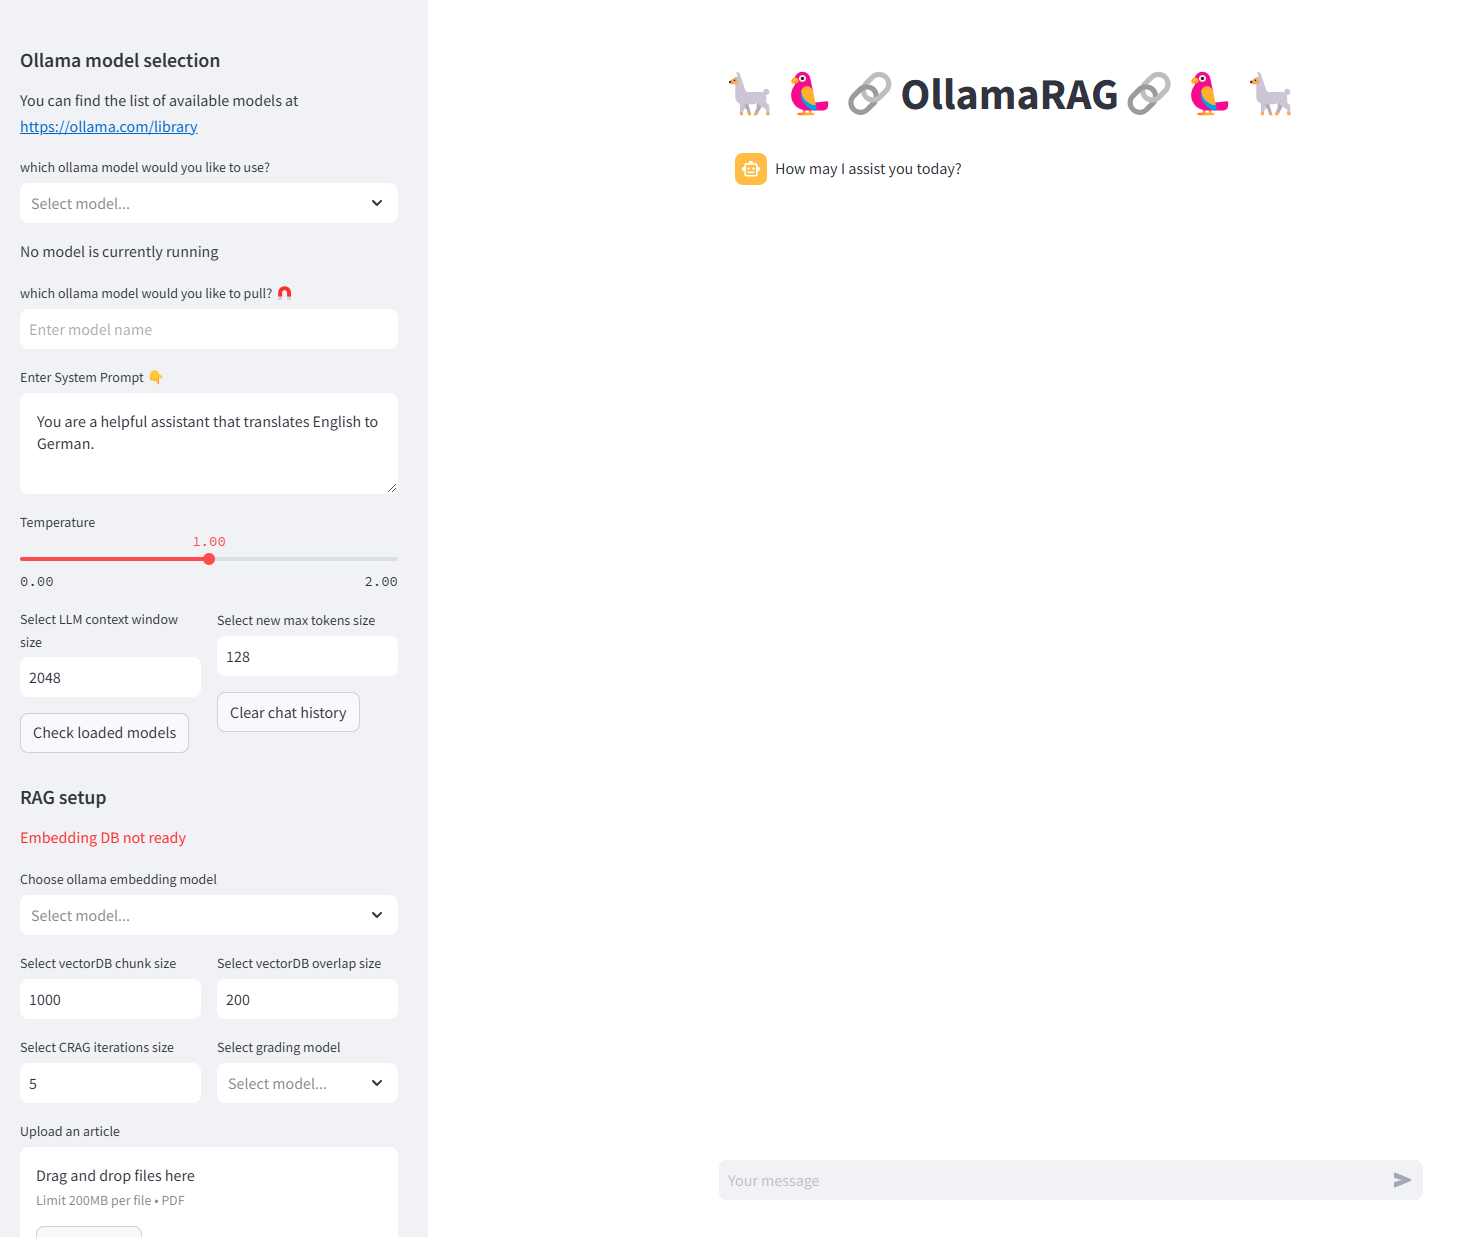 Ollama model selection
You can find the list of available models at
https://ollama.com/library
which ollama model would you like to use?
Select model...
No model is currently running
which ollama model would you like to pull? 🧲
Enter model name
Enter System Prompt 👇
You are a helpful assistant that translates English to
German.
Temperature
1.00
0.00
2.00
Select LLM context window
size
2048
Check loaded models
Select new max tokens size
128
Clear chat history
RAG setup
Embedding DB not ready
Choose ollama embedding model
Select model...
Select vectorDB chunk size
1000
Select vectorDB overlap size
200
Select CRAG iterations size
5
Select grading model
Select model...
Upload an article
Drag and drop files here
Limit 200MB per file • PDF
🦙 🦜 🔗 OllamaRAG 🔗 🦜 🦙
How may I assist you today?
Your message